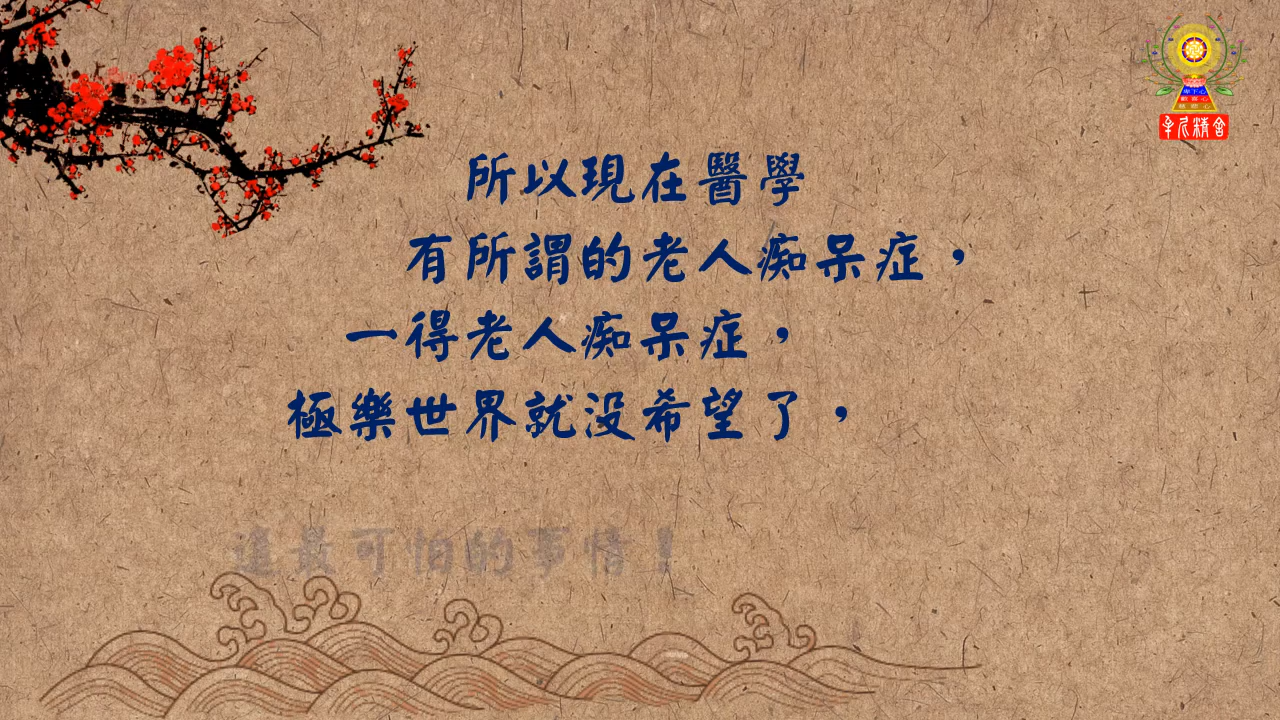 所以現在醫學
有所謂的老人痴呆症，
一得老人痴呆症，
極樂世界就没希望了，
這最可怕的事情！